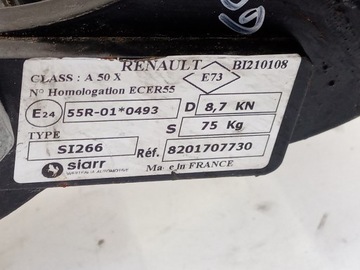 RENAULT BI210108
CLASS : A 50 X E73
N° Homologation ECER55
E24 55R-01*0493 D 8,7 KN
TYPE S 75 Kg
SI266 Réf. 8201707730
siarr Made in FRANCE